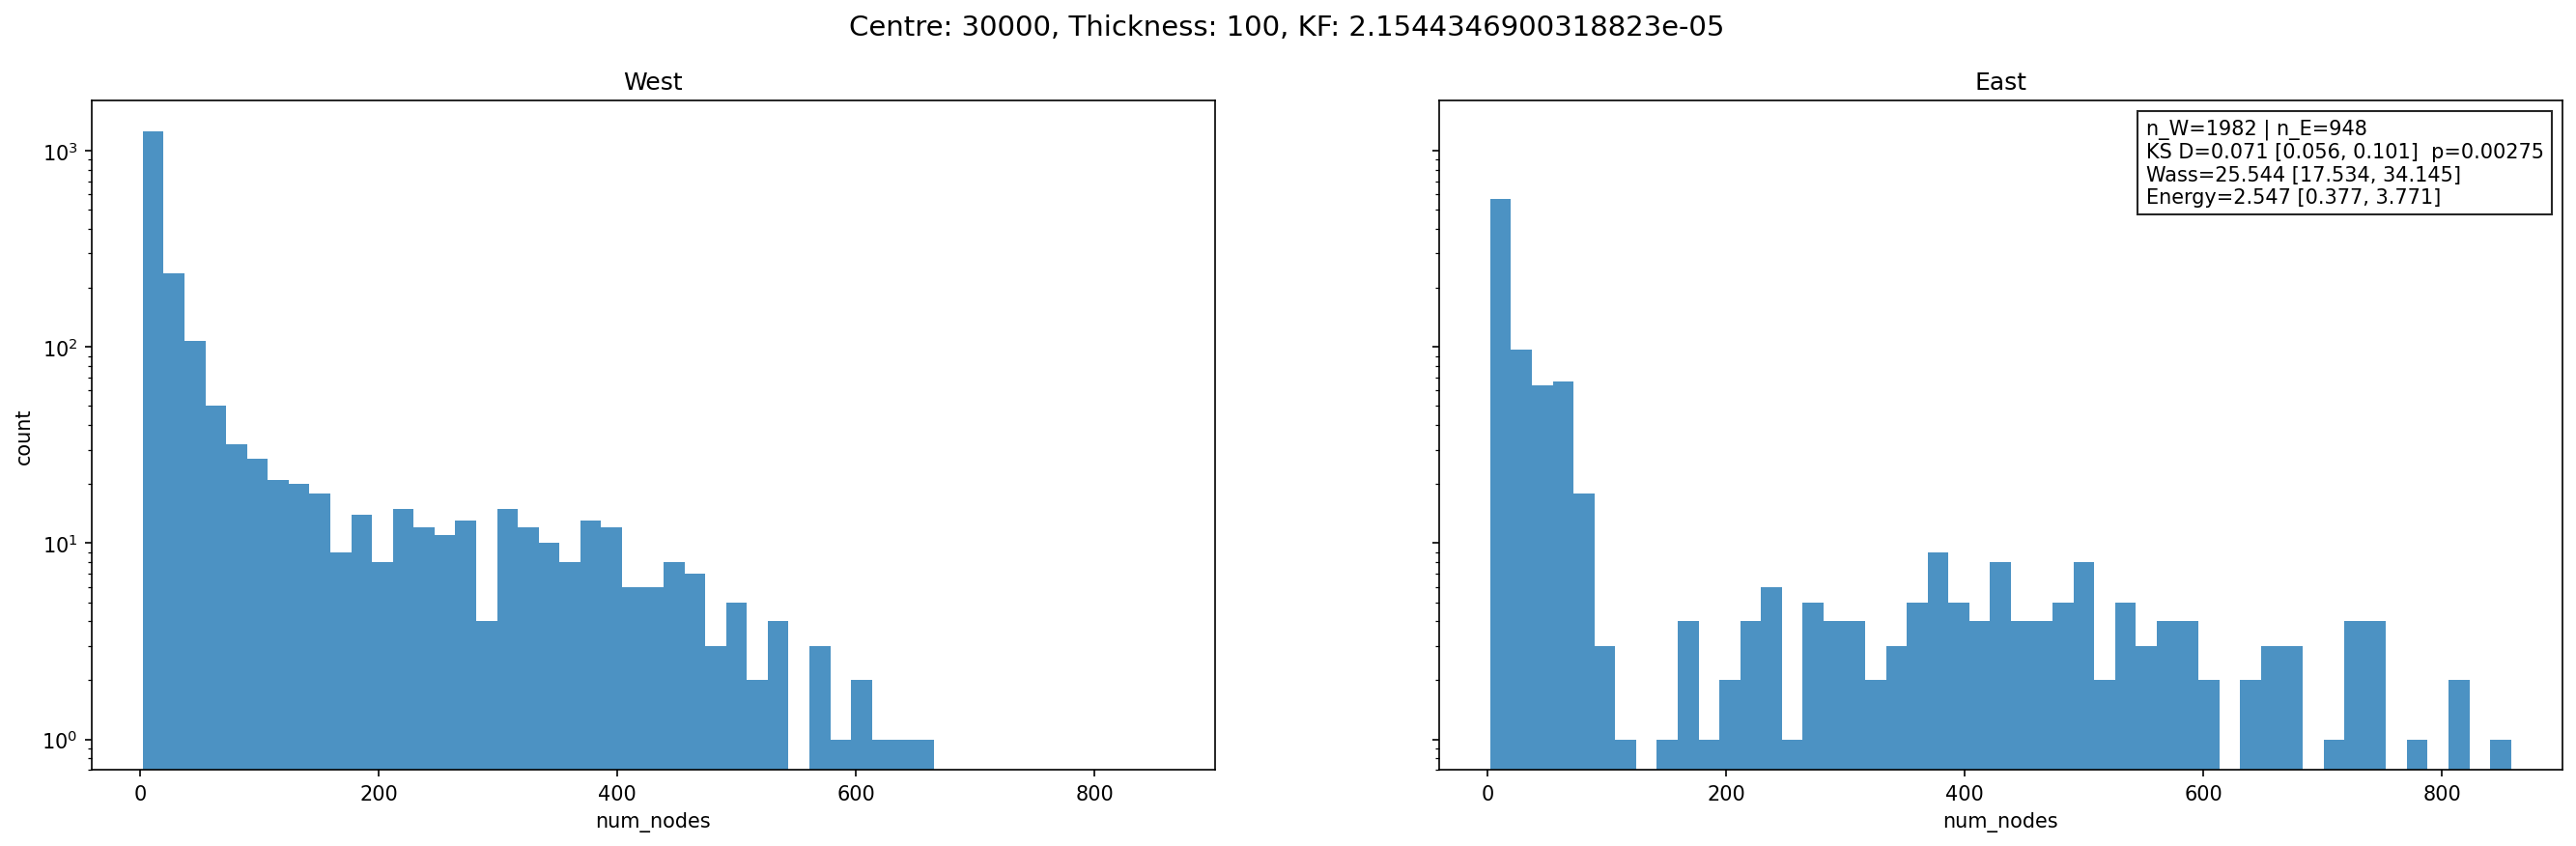 Centre: 30000, Thickness: 100, KF: 2.1544346900318823e-05
West
East
n_W=1982 | n_E=948
KS D=0.071 [0.056, 0.101]  p=0.00275
Wass=25.544 [17.534, 34.145]
Energy=2.547 [0.377, 3.771]
count
10³
10²
10¹
10⁰
0 200 400 600 800
num_nodes
0 200 400 600 800
num_nodes